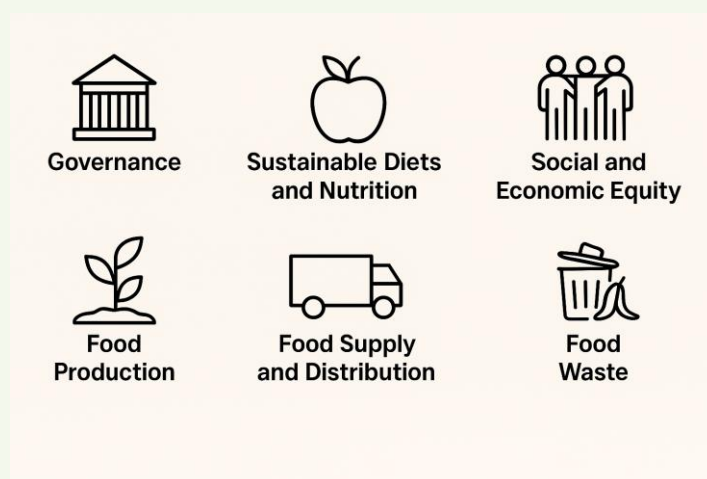 Governance
Sustainable Diets
and Nutrition
Social and
Economic Equity
Food
Production
Food Supply
and Distribution
Food
Waste